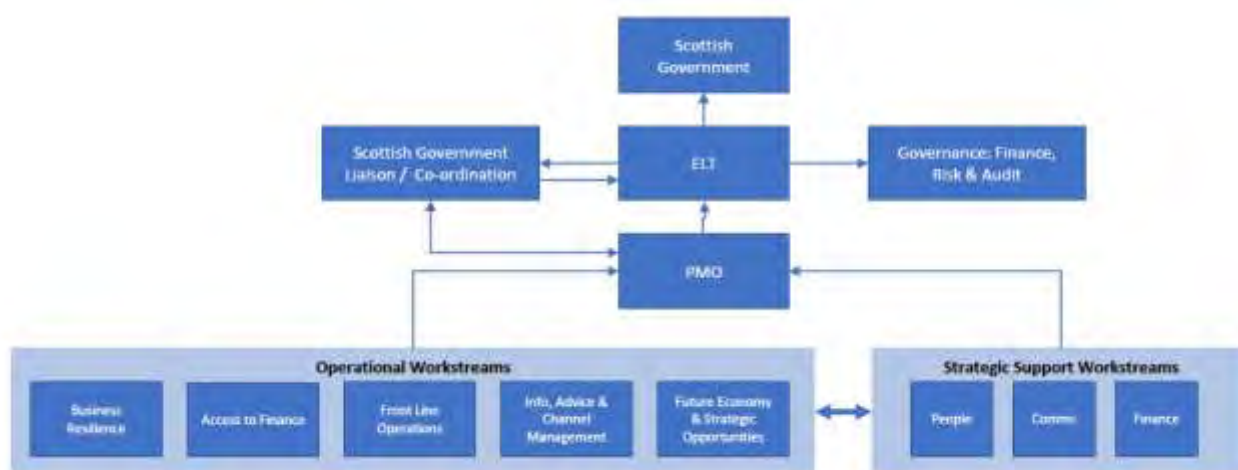 Scottish
Government
Scottish Government
Liaison / Co-ordination
ELT
Governance: Finance,
Risk & Audit
PMO
Operational Workstreams
Business
Resilience
Access to Finance
Front Line
Operations
Info, Advice &
Channel
Management
Future Economy
& Strategic
Opportunities
Strategic Support Workstreams
People
Comms
Finance